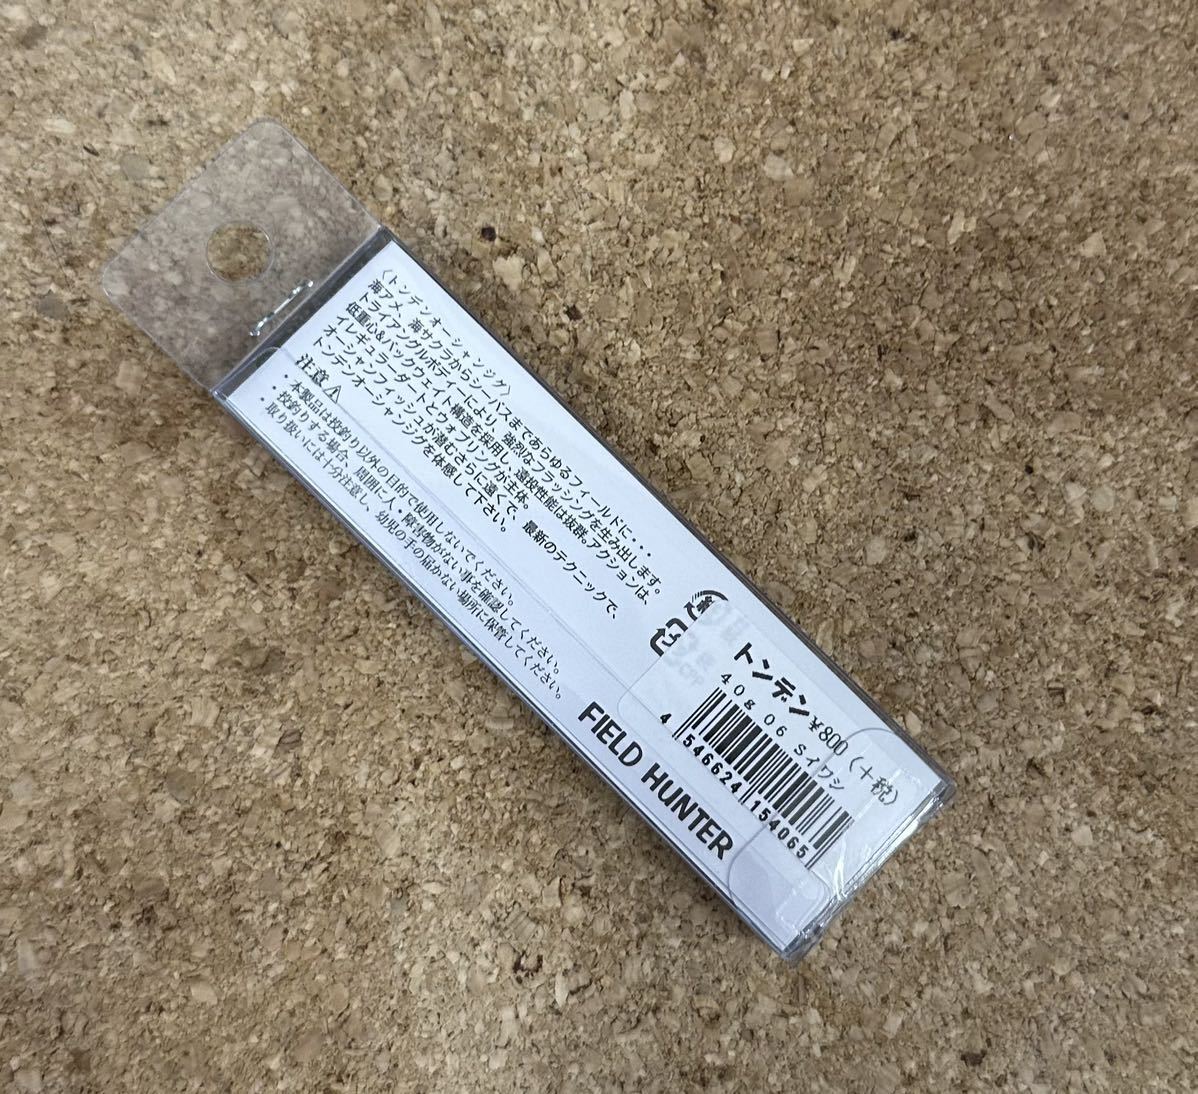 〈トンデンオーシャンジグ〉
海アメ、海サクラからシーバスまであらゆるフィールドに・・・
トライアングルボディーにより、強烈なフラッシングを生み出します。
低重心&バックウェイト構造を採用し、遠投性能は抜群。アクションは、
イレギュラーダートとウォブリングが主体。
ノージャンフィッシュが潜むさらに遠くで、最新のテクニックで、
トンデンオーシャンジグを体感して下さい。
注意⚠
・本製品は投釣り以外の目的で使用しないでください。
・投釣りする場合、周囲に人・障害物がない事を確認してください。
・取り扱いには十分注意し、幼児の手の届かない場所に保管してください。
FIELD HUNTER
トンデン¥800(+税)
40g 06 Sイワシ
4 546624 154065